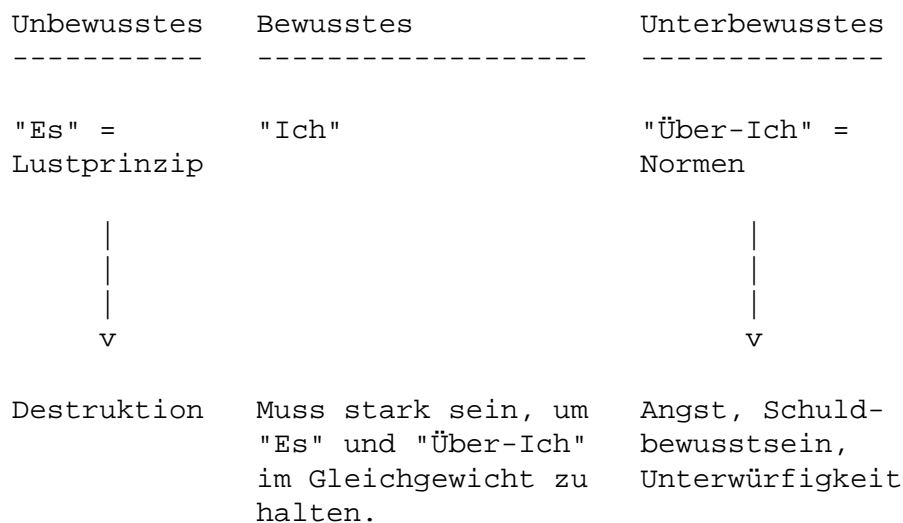 Unbewusstes   Bewusstes             Unterbewusstes
-----------   -------------------   --------------
"Es" =        "Ich"                 "Über-Ich" =
Lustprinzip                         Normen
|                                     |
|                                     |
|                                     |
v                                     v
Destruktion   Muss stark sein, um   Angst, Schuld-
"Es" und "Über-Ich"   bewusstsein,
im Gleichgewicht zu   Unterwürfigkeit
halten.